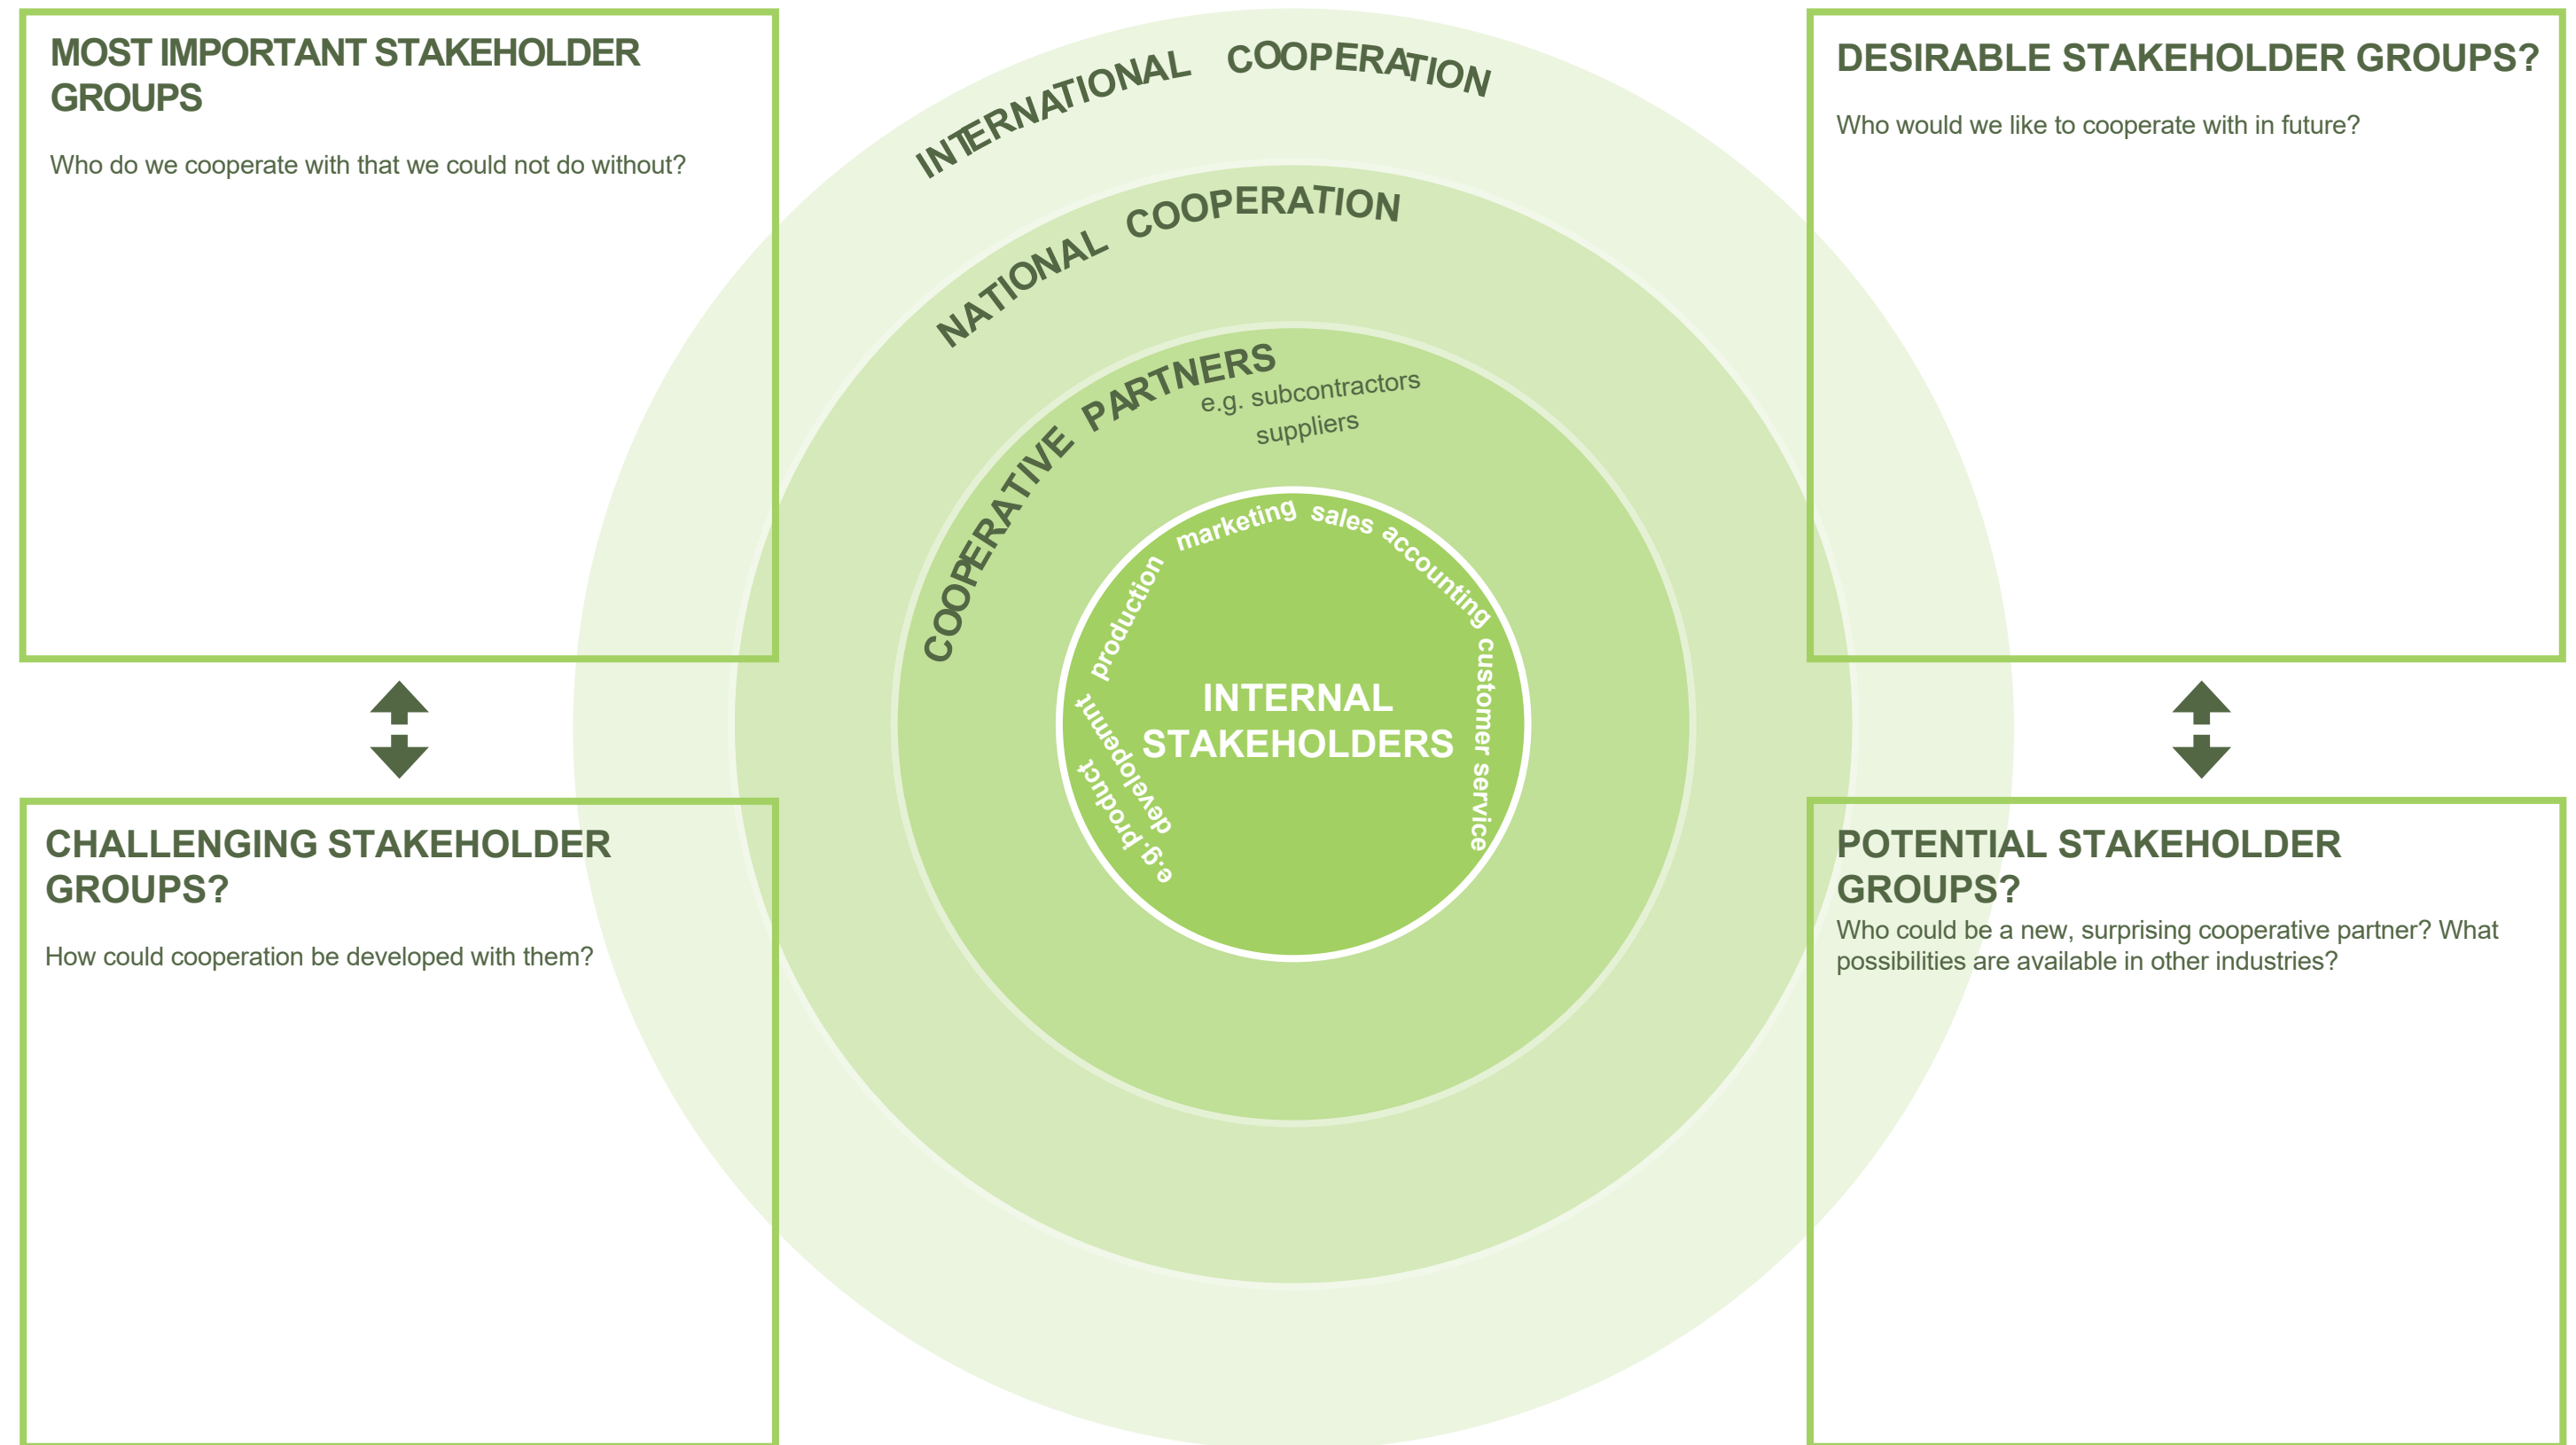 MOST IMPORTANT STAKEHOLDER
GROUPS
Who do we cooperate with that we could not do without?
INTERNATIONAL COOPERATION
NATIONAL COOPERATION
COOPERATIVE PARTNERS
e.g. subcontractors
suppliers
e.g. product
developemnt
production
marketing
sales
accounting
customer service
INTERNAL
STAKEHOLDERS
DESIRABLE STAKEHOLDER GROUPS?
Who would we like to cooperate with in future?
CHALLENGING STAKEHOLDER
GROUPS?
How could cooperation be developed with them?
POTENTIAL STAKEHOLDER
GROUPS?
Who could be a new, surprising cooperative partner? What
possibilities are available in other industries?